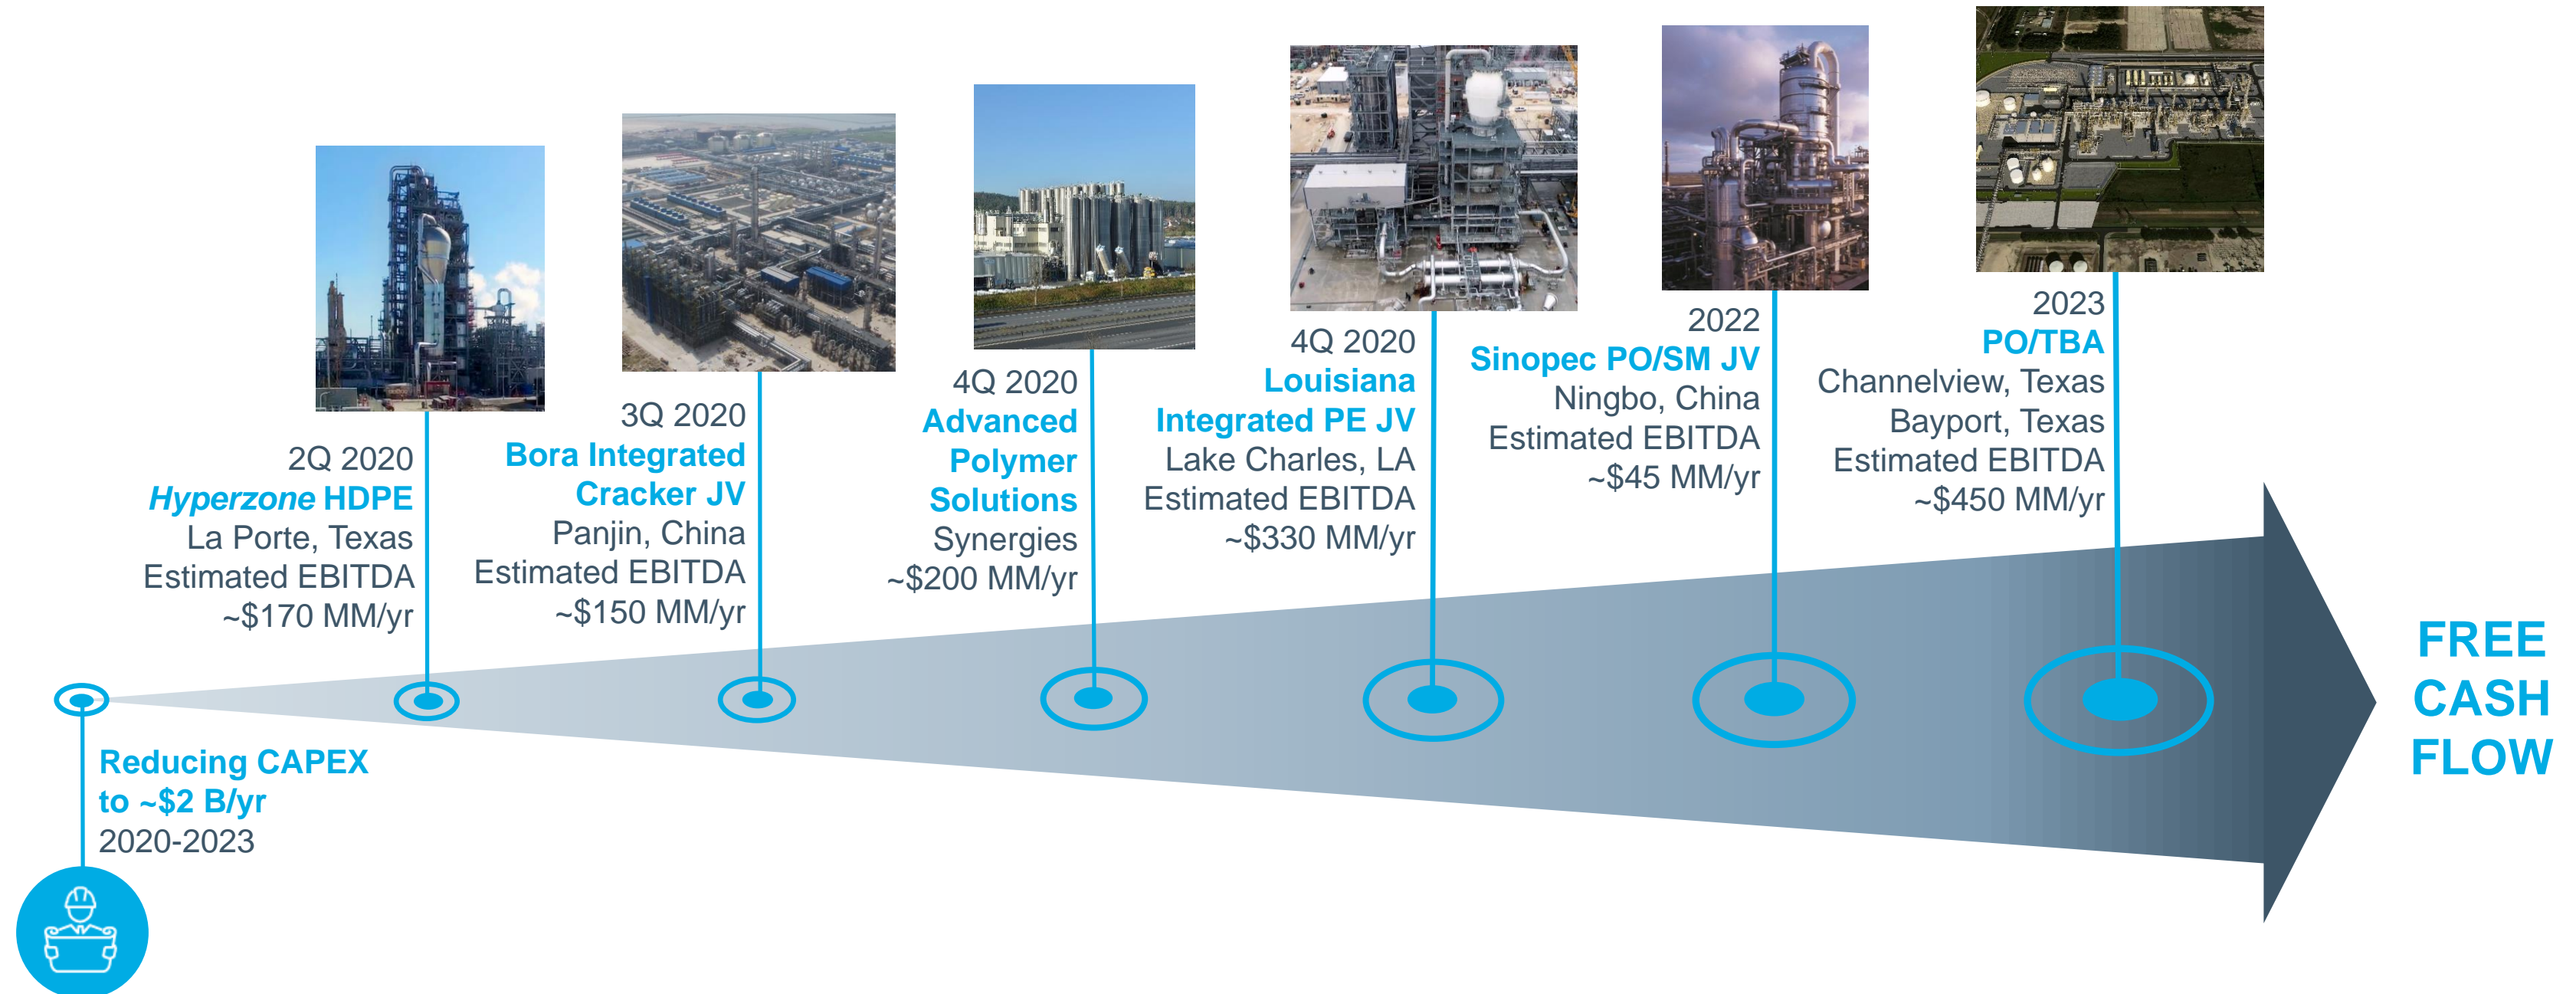 2Q 2020
Hyperzone HDPE
La Porte, Texas
Estimated EBITDA
~$170 MM/yr
3Q 2020
Bora Integrated
Cracker JV
Panjin, China
Estimated EBITDA
~$150 MM/yr
4Q 2020
Advanced
Polymer
Solutions
Synergies
~$200 MM/yr
4Q 2020
Louisiana
Integrated PE JV
Lake Charles, LA
Estimated EBITDA
~$330 MM/yr
2022
Sinopec PO/SM JV
Ningbo, China
Estimated EBITDA
~$45 MM/yr
2023
PO/TBA
Channelview, Texas
Bayport, Texas
Estimated EBITDA
~$450 MM/yr
Reducing CAPEX
to ~$2 B/yr
2020-2023
FREE
CASH
FLOW